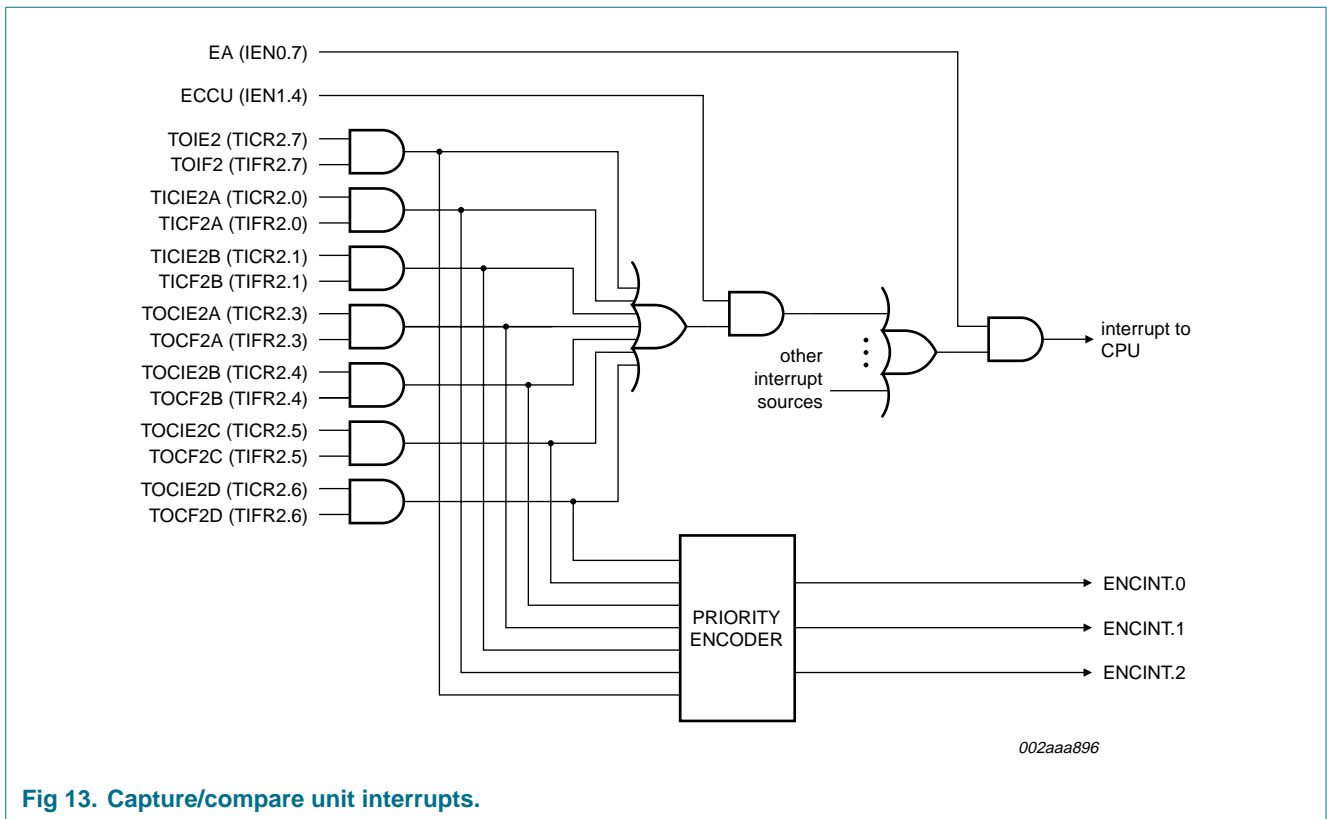 EA (IEN0.7)
ECCU (IEN1.4)
TOIE2 (TICR2.7)
TOIF2 (TIFR2.7)
TICIE2A (TICR2.0)
TICF2A (TIFR2.0)
TICIE2B (TICR2.1)
TICF2B (TIFR2.1)
TOCIE2A (TICR2.3)
TOCF2A (TIFR2.3)
TOCIE2B (TICR2.4)
TOCF2B (TIFR2.4)
TOCIE2C (TICR2.5)
TOCF2C (TIFR2.5)
TOCIE2D (TICR2.6)
TOCF2D (TIFR2.6)
other
interrupt
sources
interrupt to
CPU
PRIORITY
ENCODER
ENCINT.0
ENCINT.1
ENCINT.2
002aaa896
Fig 13. Capture/compare unit interrupts.